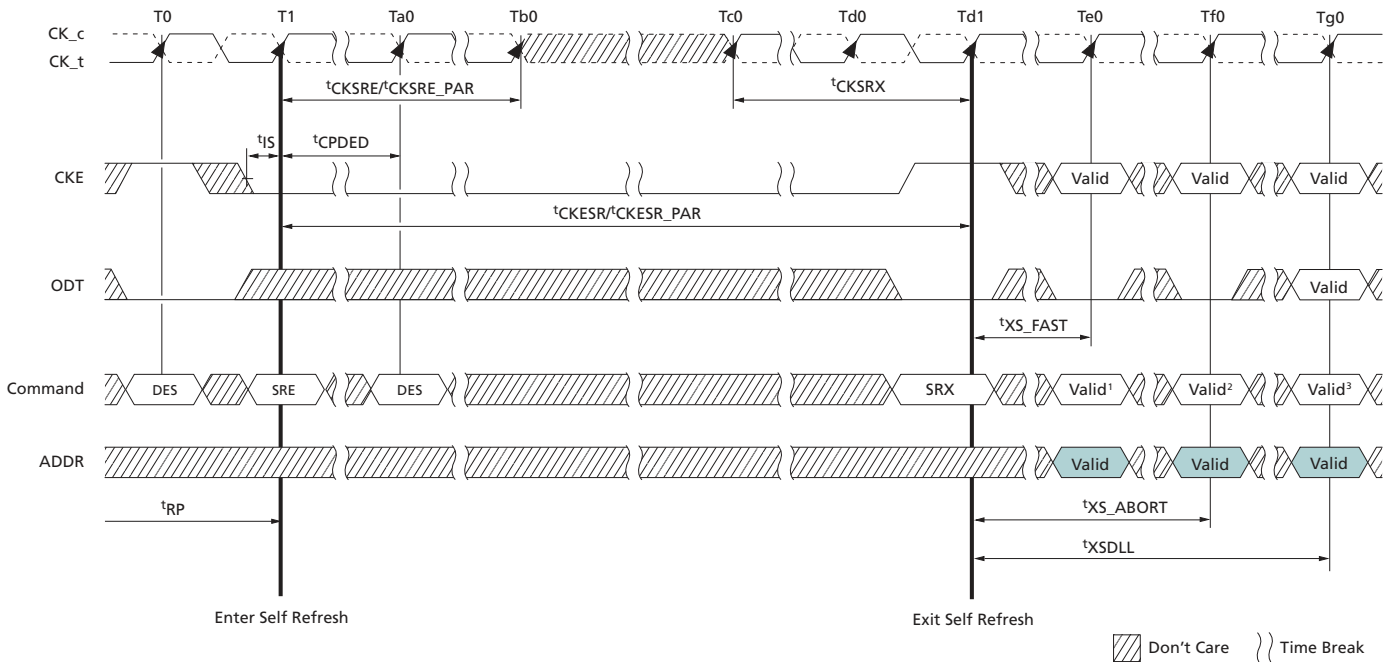 T0 T1 Ta0 Tb0 Tc0 Td0 Td1 Te0 Tf0 Tg0
CK_c
CK_t
tCKSRE/tCKSRE_PAR tCKSRX
tIS tCPDED
CKE Valid Valid Valid
tCKESR/tCKESR_PAR
ODT Valid
tXS_FAST
Command DES SRE DES SRX Valid1 Valid2 Valid3
ADDR Valid Valid Valid
tRP tXS_ABORT
tXSDLL
Enter Self Refresh Exit Self Refresh
Don't Care Time Break